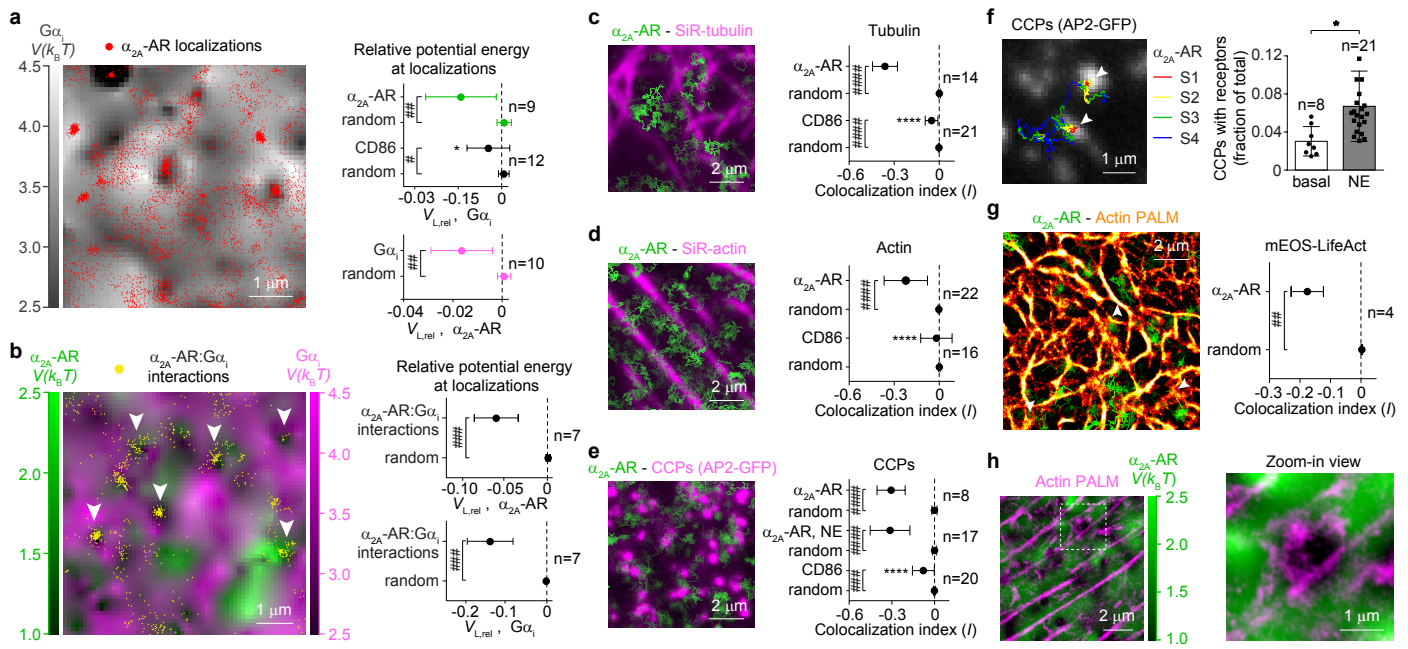 a
Gαi
V(kBT)
α2A-AR localizations
4.5
4.0
3.5
3.0
2.5
1 μm
Relative potential energy
at localizations
α2A-AR
random
CD86
random
##
#
*
n=9
n=12
-0.03
-0.15
0
VL,rel , Gαi
Gαi
random
##
n=10
-0.04
-0.02
0
VL,rel , α2A-AR
b
α2A-AR
V(kBT)
α2A-AR:Gαi
interactions
Gαi
V(kBT)
2.5
2.0
1.5
1.0
4.5
4.0
3.5
3.0
2.5
1 μm
Relative potential energy
at localizations
α2A-AR:Gαi
interactions
random
####
n=7
-0.10
-0.05
0
VL,rel , α2A-AR
α2A-AR:Gαi
interactions
random
####
n=7
-0.2
-0.1
0
VL,rel , Gαi
c
α2A-AR - SiR-tubulin
2 μm
Tubulin
α2A-AR
random
CD86
random
####
####
****
n=14
n=21
-0.6
-0.3
0
Colocalization index (I)
d
α2A-AR - SiR-actin
2 μm
Actin
α2A-AR
random
CD86
random
####
****
n=22
n=16
-0.6
-0.3
0
Colocalization index (I)
e
α2A-AR - CCPs (AP2-GFP)
2 μm
CCPs
α2A-AR
random
α2A-AR, NE
random
CD86
random
####
####
####
****
n=8
n=17
n=20
-0.6
-0.3
0
Colocalization index (I)
f
CCPs (AP2-GFP)
α2A-AR
S1
S2
S3
S4
1 μm
CCPs with receptors
(fraction of total)
0.12
0.08
0.04
0
*
n=8
n=21
basal
NE
g
α2A-AR - Actin PALM
2 μm
mEOS-LifeAct
α2A-AR
random
##
n=4
-0.3
-0.2
-0.1
0
Colocalization index (I)
h
Actin PALM
α2A-AR
V(kBT)
2.5
2.0
1.5
1.0
2 μm
Zoom-in view
1 μm